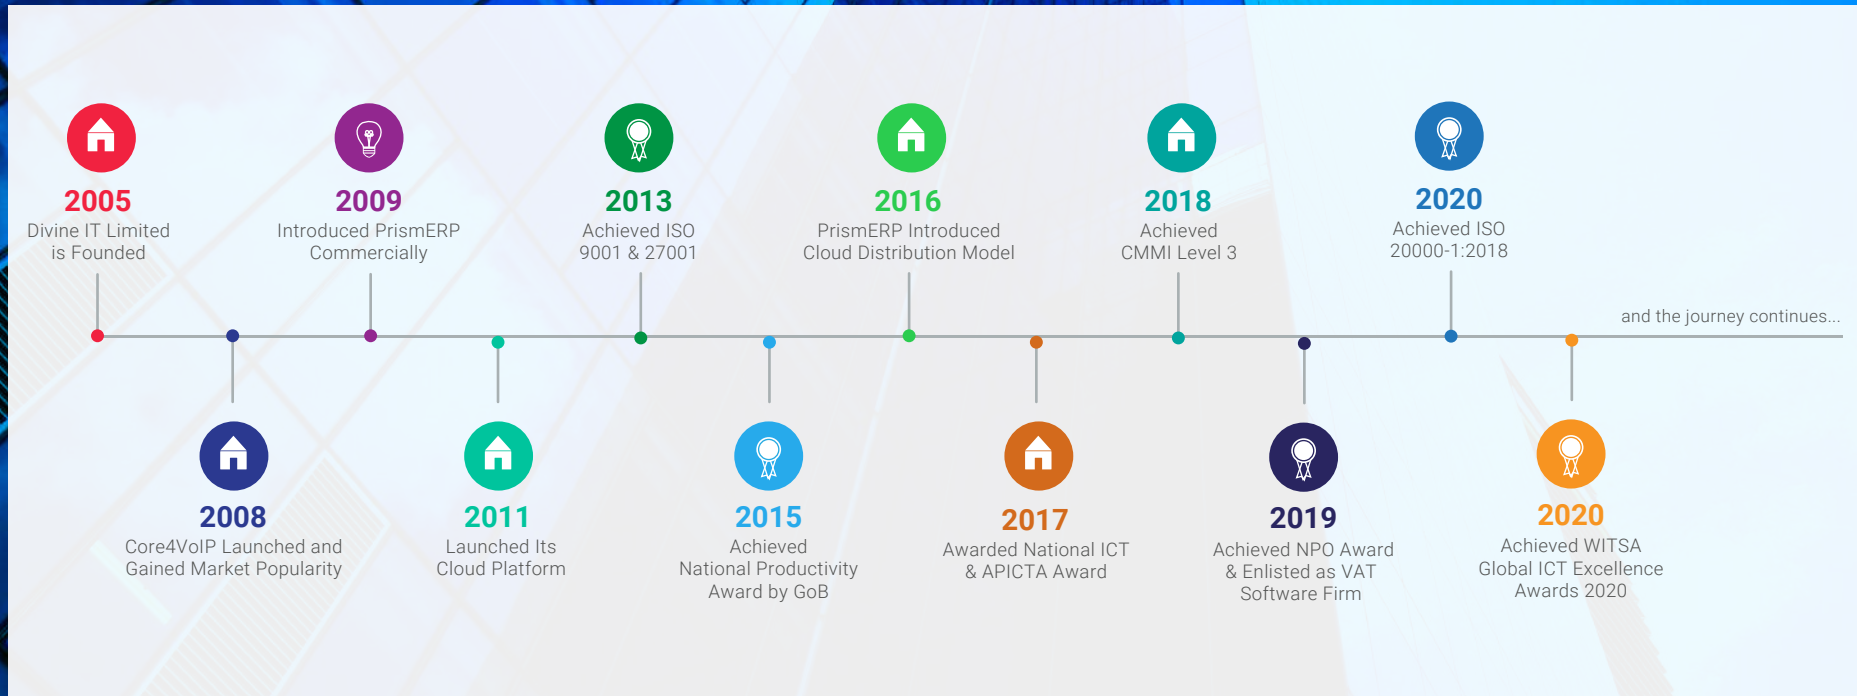 2005
Divine IT Limited
is Founded
2009
Introduced PrismERP
Commercially
2013
Achieved ISO
9001 & 27001
2016
PrismERP Introduced
Cloud Distribution Model
2018
Achieved
CMMI Level 3
2020
Achieved ISO
20000-1:2018
and the journey continues...
2008
Core4VoIP Launched and
Gained Market Popularity
2011
Launched Its
Cloud Platform
2015
Achieved
National Productivity
Award by GoB
2017
Awarded National ICT
& APICTA Award
2019
Achieved NPO Award
& Enlisted as VAT
Software Firm
2020
Achieved WITSA
Global ICT Excellence
Awards 2020